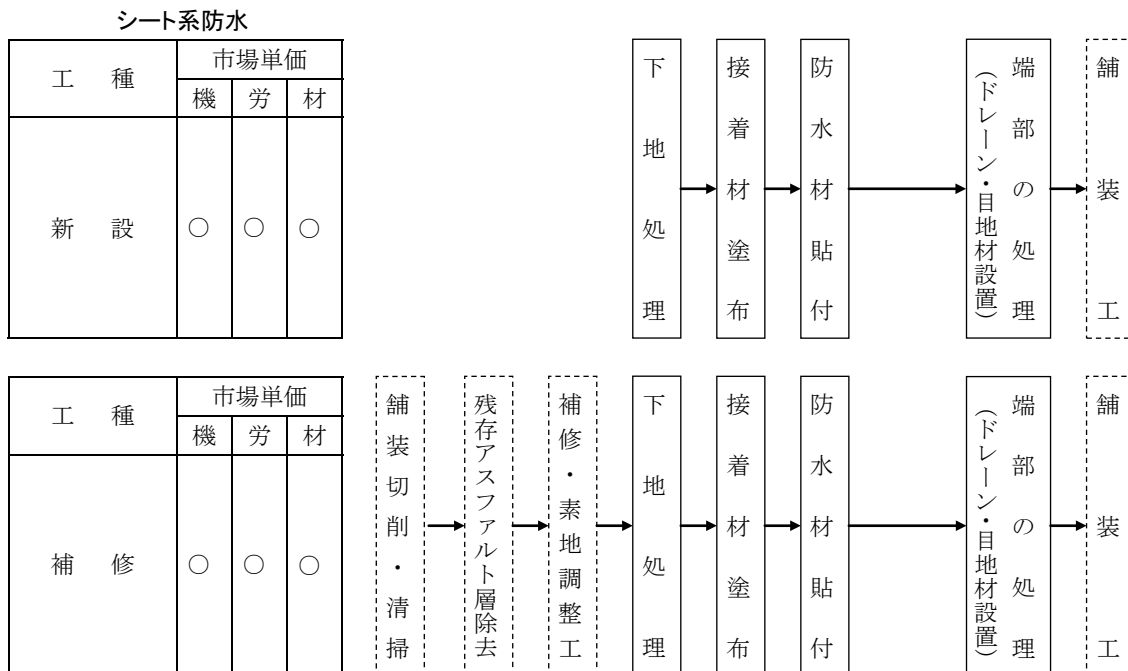 シート系防水
工種
市場単価
機
労
材
新設
○
○
○
下地処理
接着材塗布
防水材貼付
端部の処理
（ドレーン・目地材設置）
舗装工
工種
市場単価
機
労
材
補修
○
○
○
舗装切削・清掃
残存アスファルト層除去
補修・素地調整工
下地処理
接着材塗布
防水材貼付
端部の処理
（ドレーン・目地材設置）
舗装工